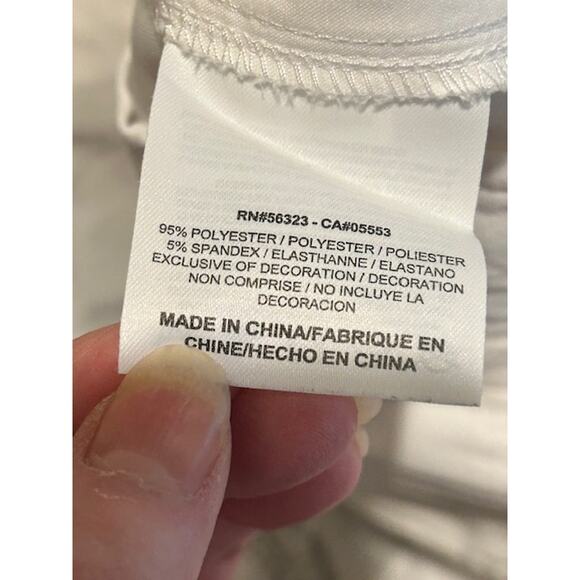 RN#56323 - CA#05553
95% POLYESTER / POLYESTER / POLIESTER
5% SPANDEX / ELASTHANNE / ELASTANO
EXCLUSIVE OF DECORATION / DECORATION
NON COMPRISE / NO INCLUYE LA
DECORACION
MADE IN CHINA/FABRIQUE EN
CHINE/HECHO EN CHINA